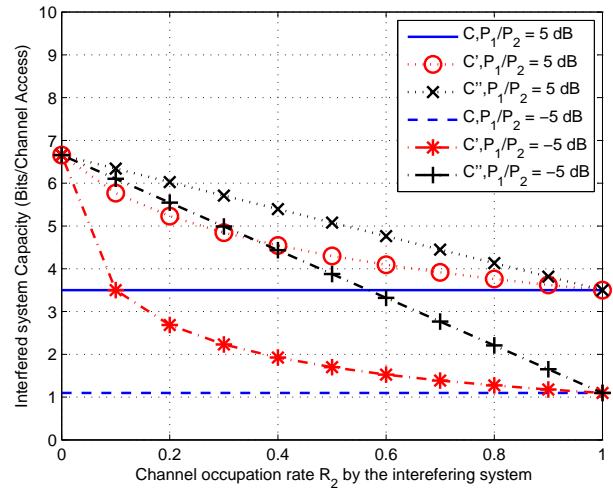 10
9
8
7
6
5
4
3
2
1
0
0
0.2
0.4
0.6
0.8
1
Interfered system Capacity (Bits/Channel Access)
Channel occupation rate R2 by the interefering system
C,P1/P2 = 5 dB
C',P1/P2 = 5 dB
C'',P1/P2 = 5 dB
C,P1/P2 = −5 dB
C',P1/P2 = −5 dB
C'',P1/P2 = −5 dB